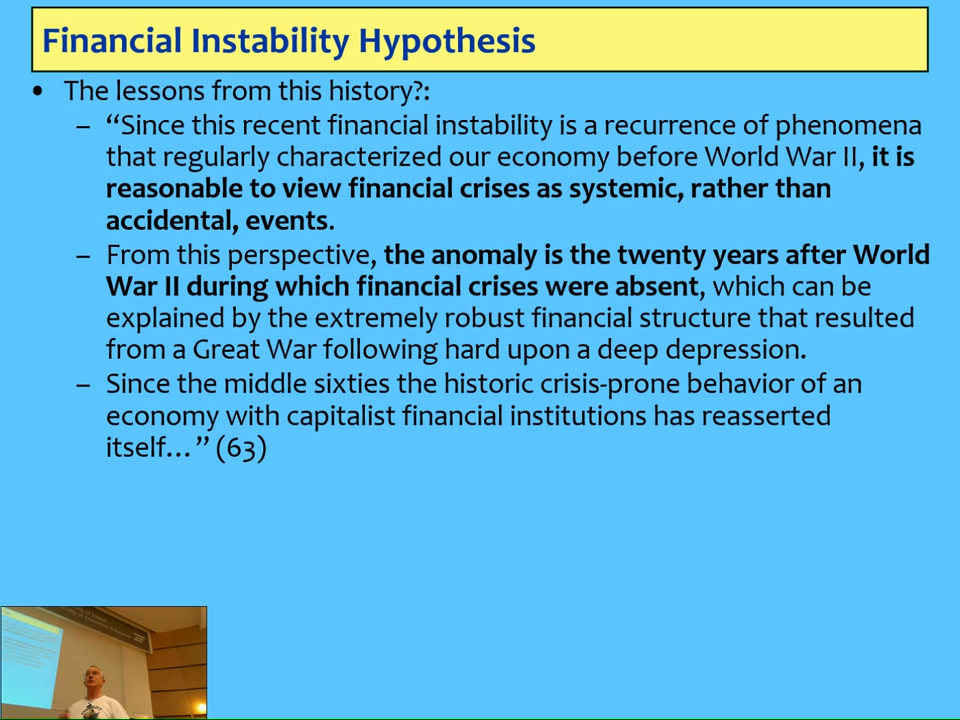 Financial Instability Hypothesis
• The lessons from this history?:
– “Since this recent financial instability is a recurrence of phenomena
that regularly characterized our economy before World War II, it is
reasonable to view financial crises as systemic, rather than
accidental, events.
– From this perspective, the anomaly is the twenty years after World
War II during which financial crises were absent, which can be
explained by the extremely robust financial structure that resulted
from a Great War following hard upon a deep depression.
– Since the middle sixties the historic crisis-prone behavior of an
economy with capitalist financial institutions has reasserted
itself…” (63)